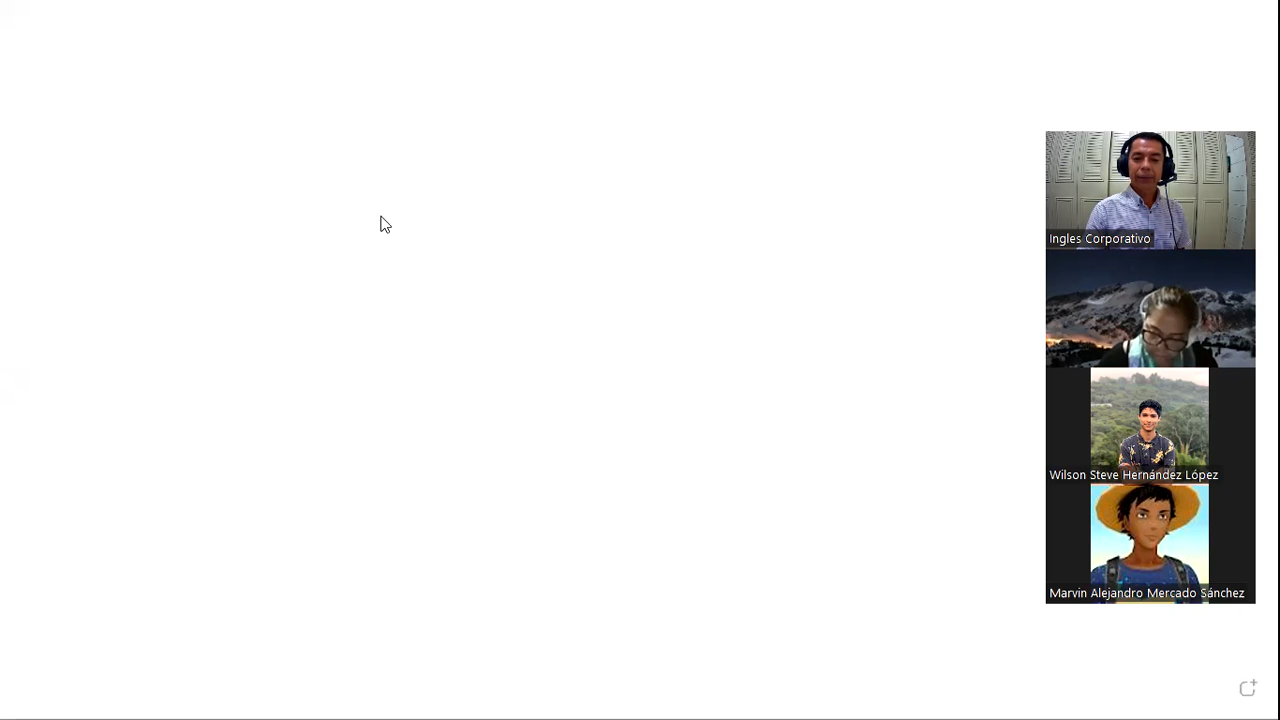 Ingles Corporativo
Wilson Steve Hernández López
Marvin Alejandro Mercado Sánchez